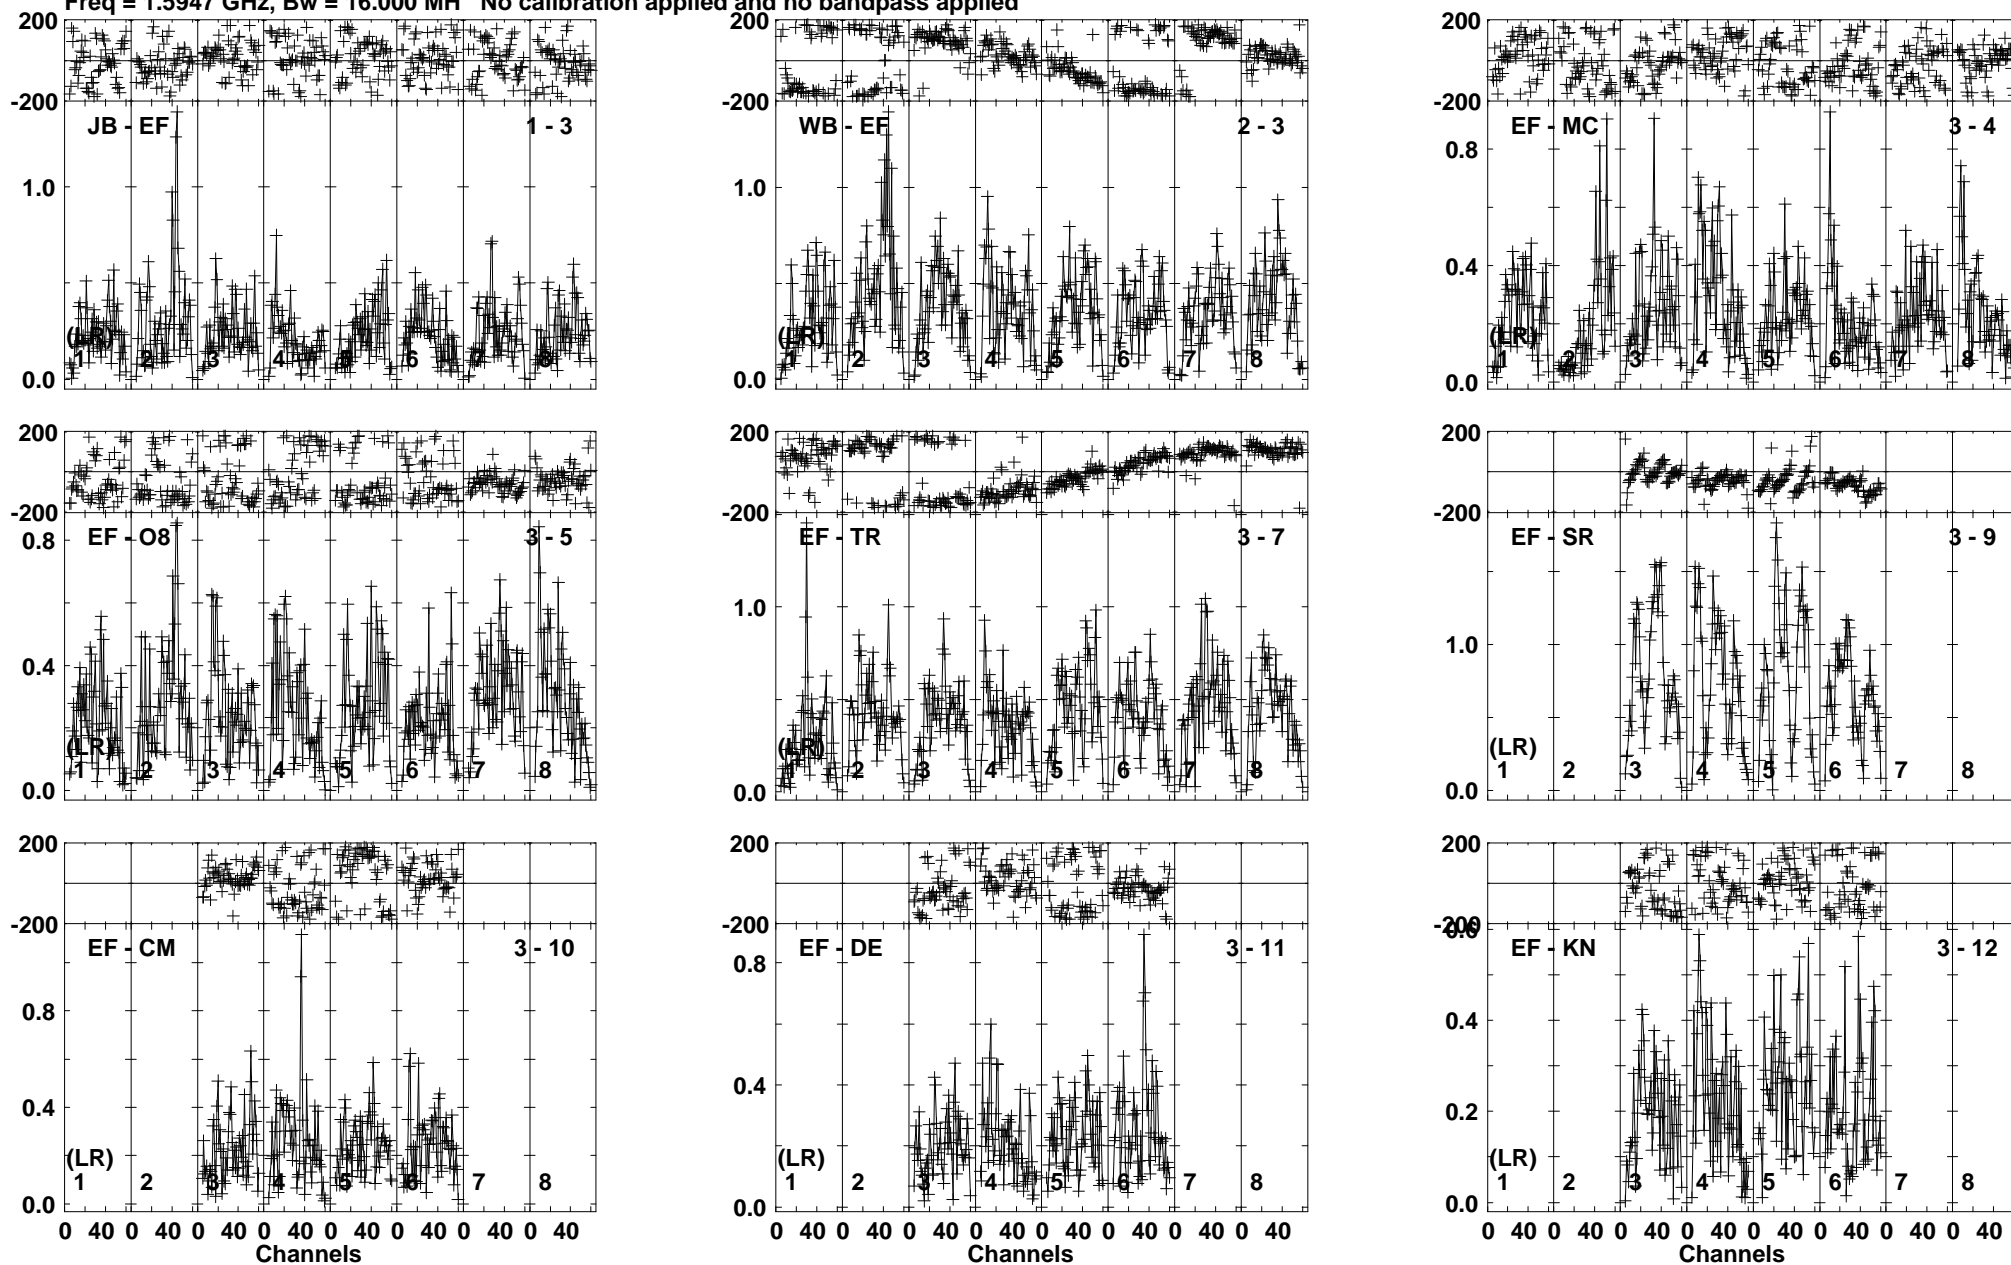 Freq = 1.5947 GHz, Bw = 16.000 MH No calibration applied and no bandpass applied
200 200 200
-200 -200 -200
JB - EF 1 - 3 WB - EF 2 - 3 EF - MC 3 - 4
1.0 1.0 0.8
0.4
(LR) (LR) (LR)
1 2 3 4 5 6 7 8 1 2 3 4 5 6 7 8 1 2 3 4 5 6 7 8
0.0 0.0 0.0
200 200 200
-200 -200 -200
EF - O8 3 - 5 EF - TR 3 - 7 EF - SR 3 - 9
0.8 1.0 1.0
0.4
(LR) (LR) (LR)
1 2 3 4 5 6 7 8 1 2 3 4 5 6 7 8 1 2 3 4 5 6 7 8
0.0 0.0 0.0
200 200 200
-200 -200 -200
0.6
EF - CM 3 - 10 EF - DE 3 - 11 EF - KN 3 - 12
0.8 0.8 0.4
0.4 0.4 0.2
(LR) (LR) (LR)
1 2 3 4 5 6 7 8 1 2 3 4 5 6 7 8 1 2 3 4 5 6 7 8
0.0 0.0 0.0
0 40 0 40 0 40 0 40 0 40 0 40 0 40 0 40 0 40 0 40 0 40 0 40 0 40 0 40 0 40 0 40 0 40 0 40 0 40 0 40 0 40 0 40 0 40 0 40
Channels Channels Channels